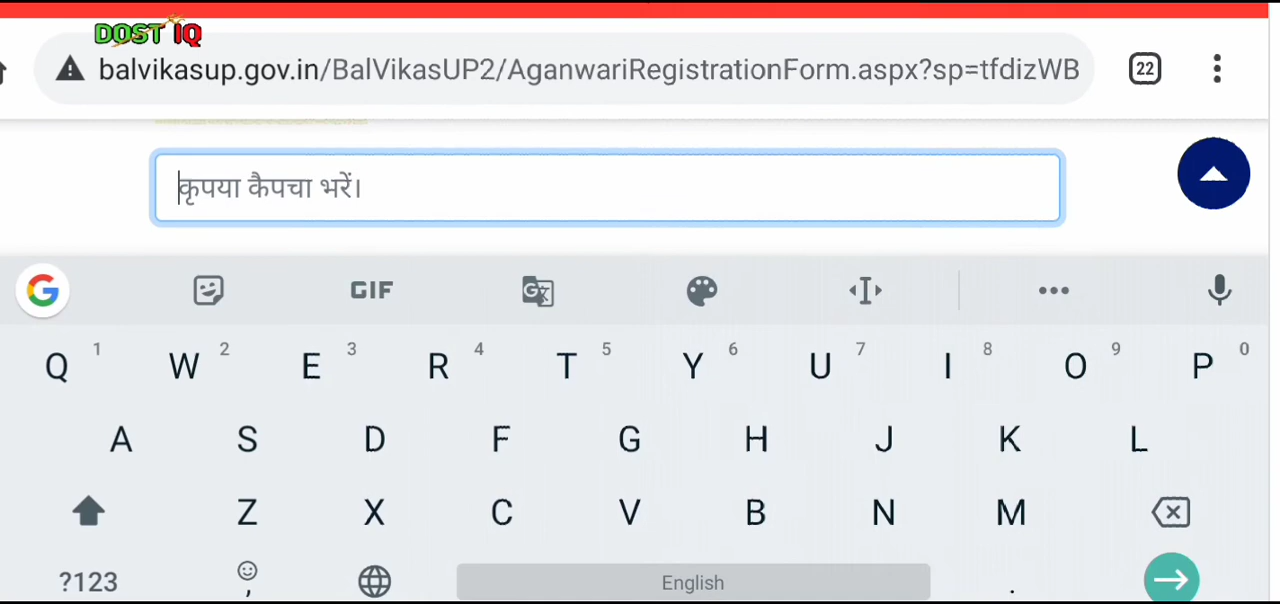 DOST IQ
balvikasup.gov.in/BalVikasUP2/AganwariRegistrationForm.aspx?sp=tfdizWB
22
कृपया कैपचा भरें।
G GIF G
Q 1 W 2 E 3 R 4 T 5 Y 6 U 7 I 8 O 9 P 0
A S D F G H J K L
Z X C V B N M
?123 , English .